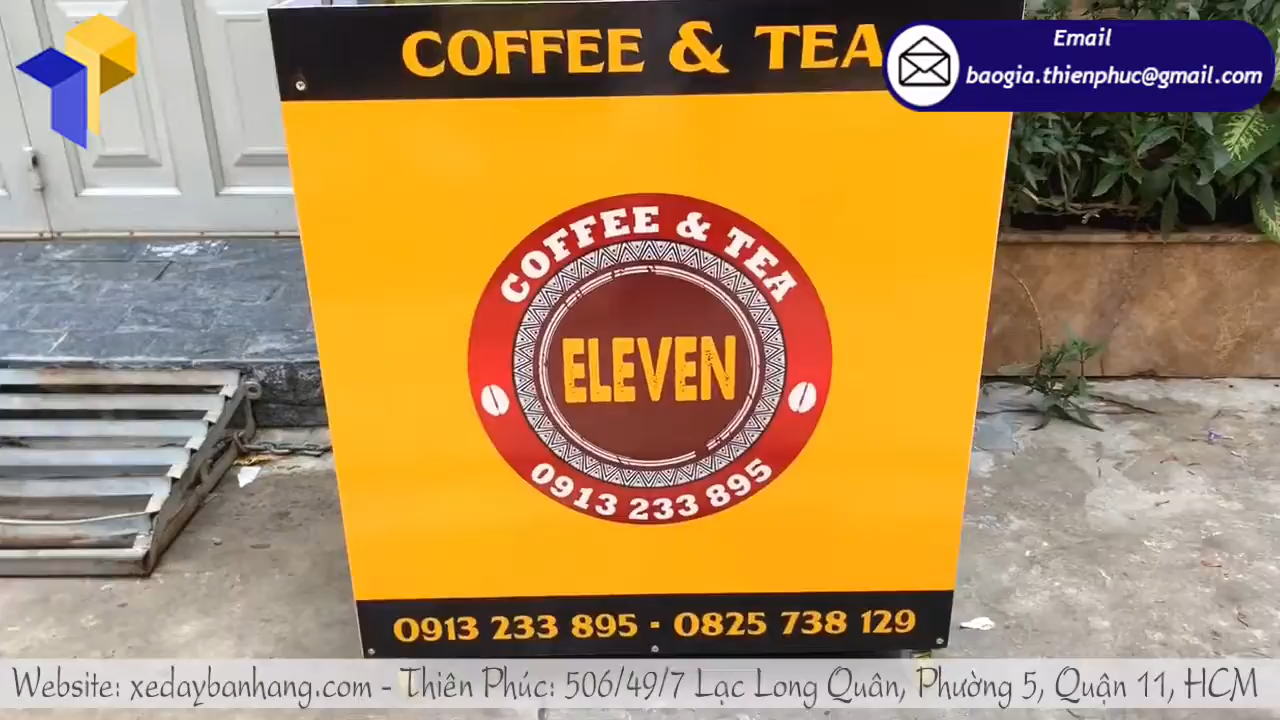 COFFEE & TEA
Email
baogia.thienphuc@gmail.com
COFFEE & TEA
ELEVEN
0913 233 895
0913 233 895 - 0825 738 129
Website: xedaybanhang.com - Thiên Phúc: 506/49/7 Lạc Long Quân, Phường 5, Quận 11, HCM